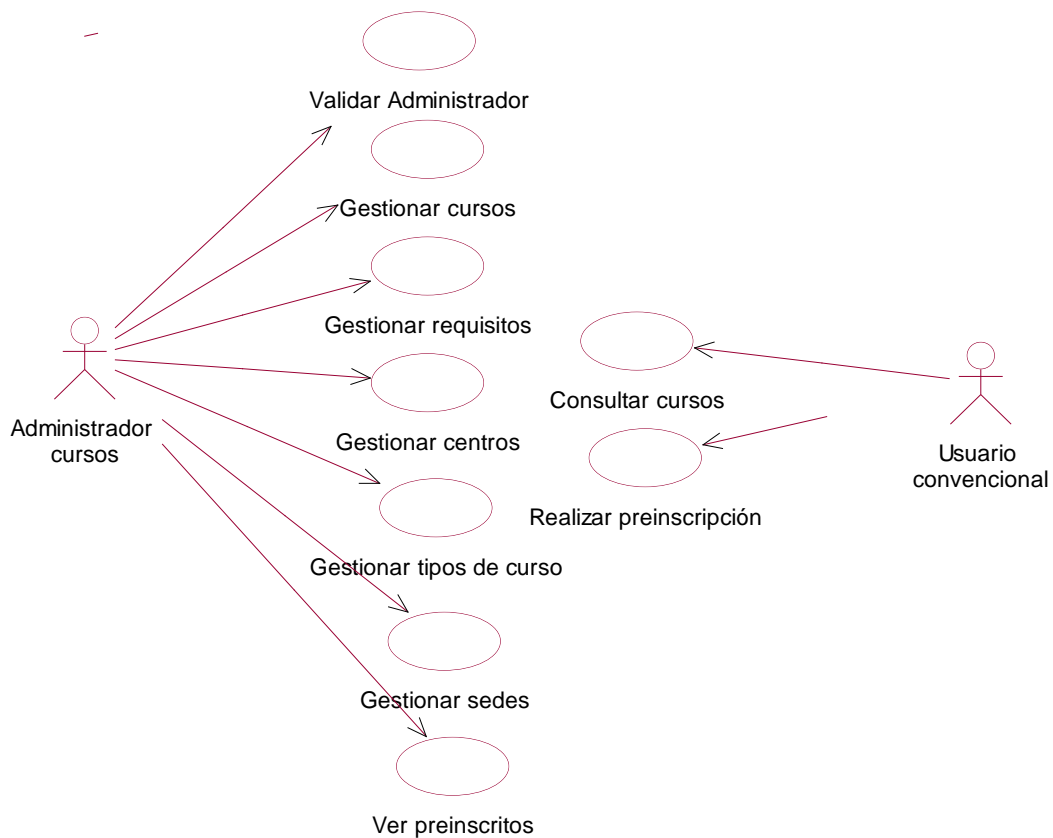 Validar Administrador
Gestionar cursos
Gestionar requisitos
Gestionar centros
Gestionar tipos de curso
Gestionar sedes
Ver preinscritos
Administrador
cursos
Consultar cursos
Realizar preinscripción
Usuario
convencional